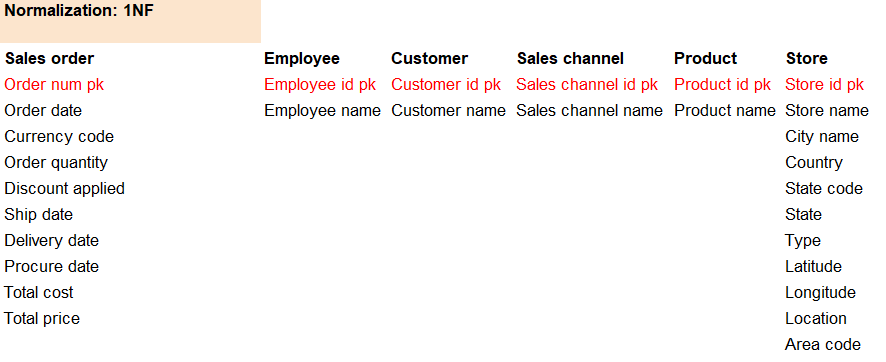 Normalization: 1NF
Sales order Employee Customer Sales channel Product Store
Order num pk Employee id pk Customer id pk Sales channel id pk Product id pk Store id pk
Order date Employee name Customer name Sales channel name Product name Store name
Currency code City name
Order quantity Country
Discount applied State code
Ship date State
Delivery date Type
Procure date Latitude
Total cost Longitude
Total price Location
Area code